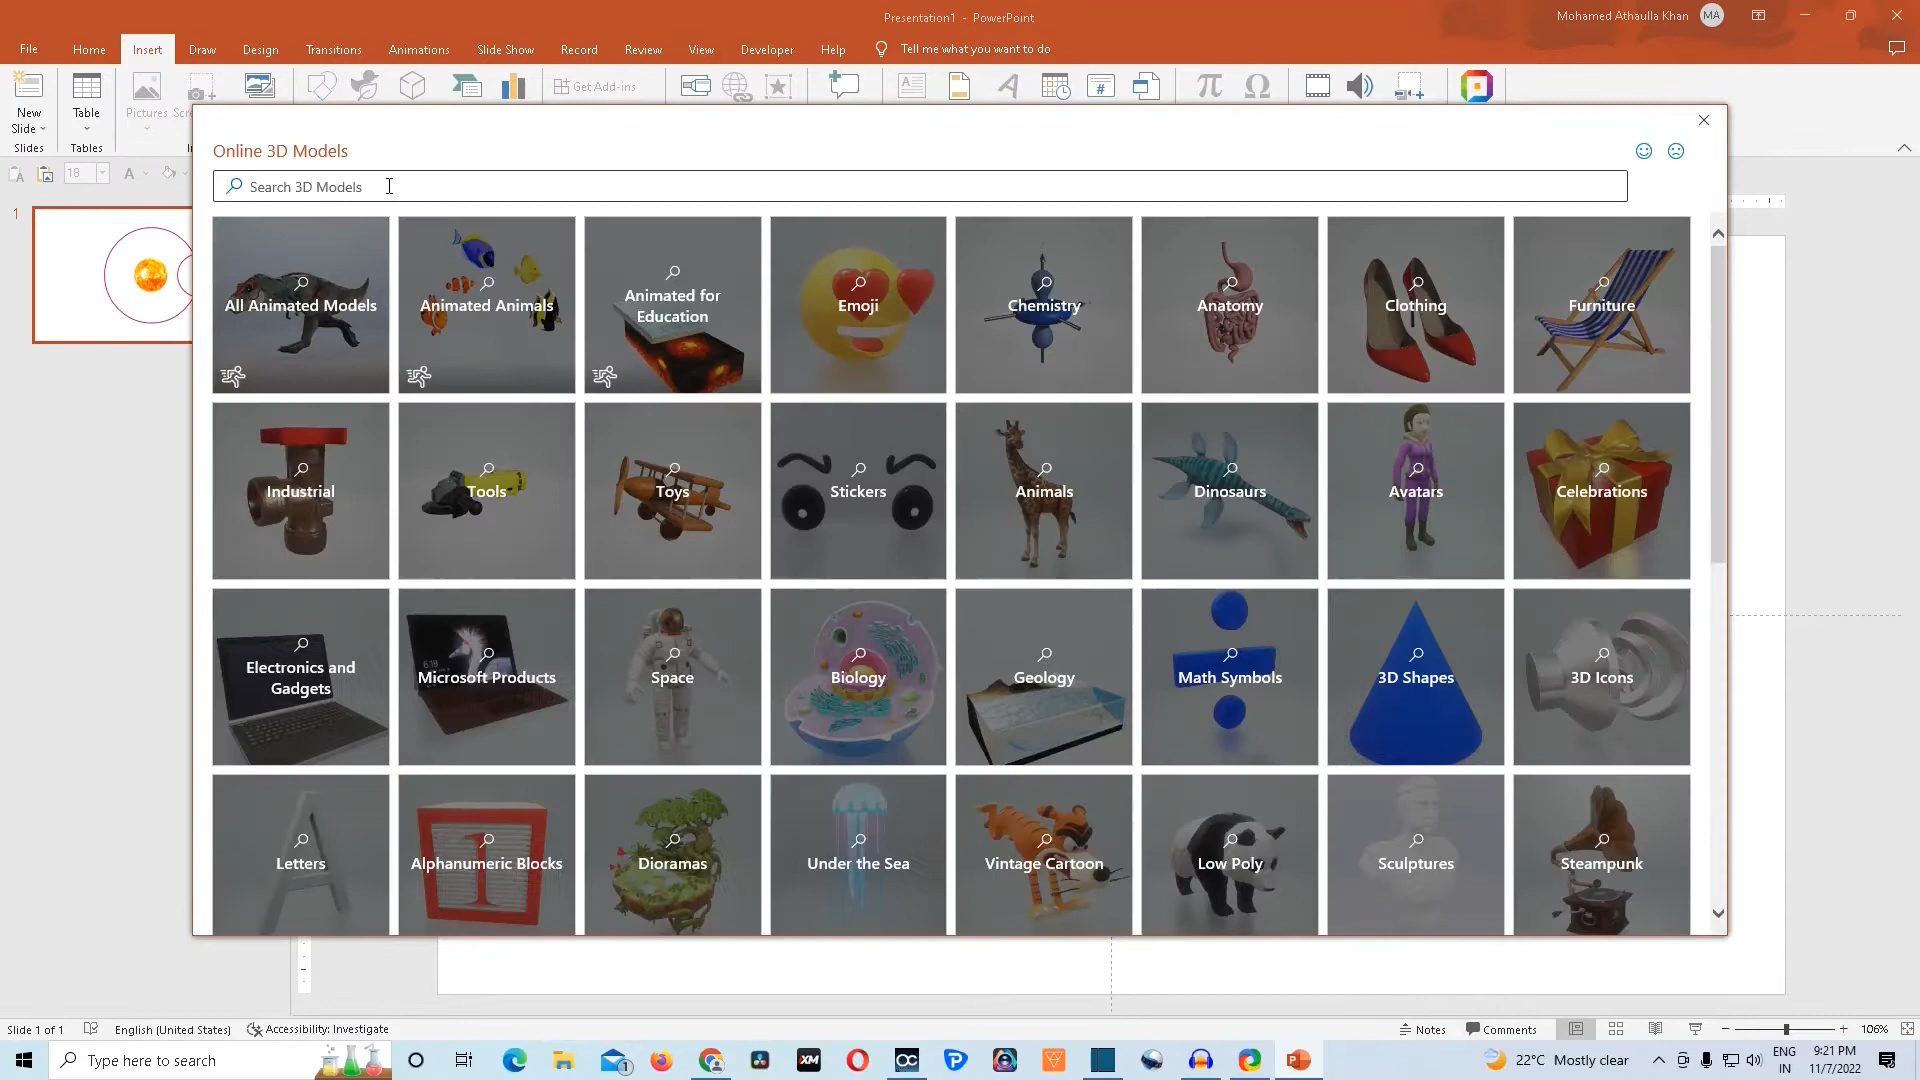 Presentation1 - PowerPoint
Mohamed Athaulla Khan MA
File Home Insert Draw Design Transitions Animations Slide Show Record Review View Developer Help Tell me what you want to do
New Slide
Table
Pictures
Get Add-ins
Slides
Tables
18
Online 3D Models
Search 3D Models
1
All Animated Models
Animated Animals
Animated for Education
Emoji
Chemistry
Anatomy
Clothing
Furniture
Industrial
Tools
Toys
Stickers
Animals
Dinosaurs
Avatars
Celebrations
Electronics and Gadgets
Microsoft Products
Space
Biology
Geology
Math Symbols
3D Shapes
3D Icons
Letters
Alphanumeric Blocks
Dioramas
Under the Sea
Vintage Cartoon
Low Poly
Sculptures
Steampunk
Slide 1 of 1 English (United States) Accessibility: Investigate Notes Comments 106%
Type here to search
22°C Mostly clear
ENG IN
9:21 PM
11/7/2022